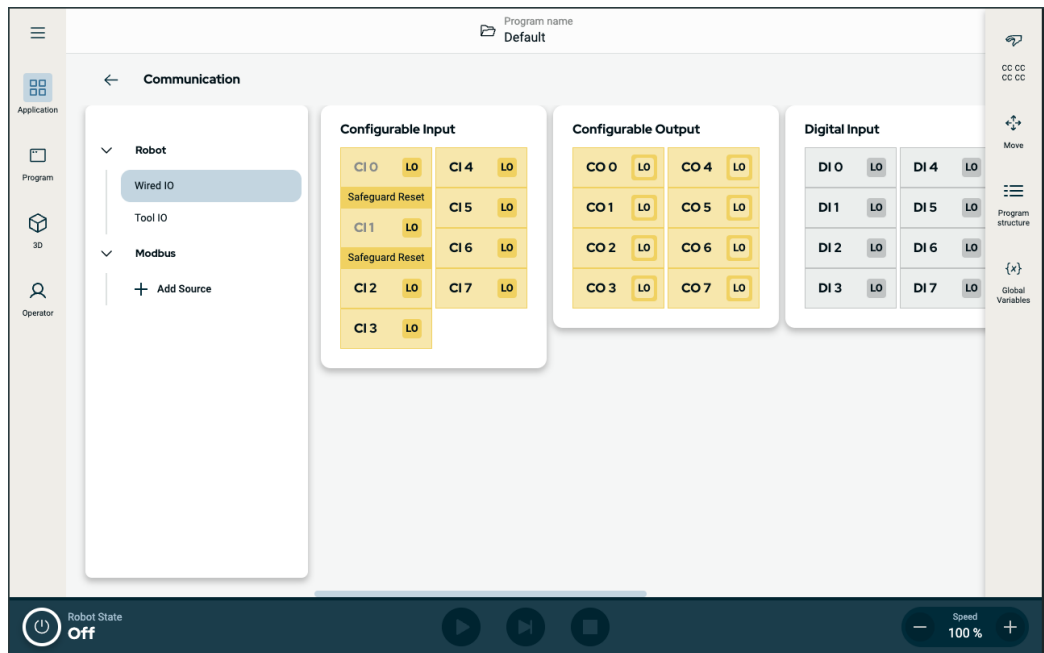 Program name
Default
Application
Program
3D
Operator
Communication
Robot
Wired IO
Tool IO
Modbus
Add Source
Configurable Input
CI 0 LO CI 4 LO
Safeguard Reset
CI 5 LO
CI 1 LO
CI 6 LO
Safeguard Reset
CI 2 LO CI 7 LO
CI 3 LO
Configurable Output
CO 0 LO CO 4 LO
CO 1 LO CO 5 LO
CO 2 LO CO 6 LO
CO 3 LO CO 7 LO
Digital Input
DI 0 LO DI 4 LO
DI 1 LO DI 5 LO
DI 2 LO DI 6 LO
DI 3 LO DI 7 LO
CC CC
CC CC
Move
Program
structure
{x}
Global
Variables
Robot State
Off
Speed
100 %